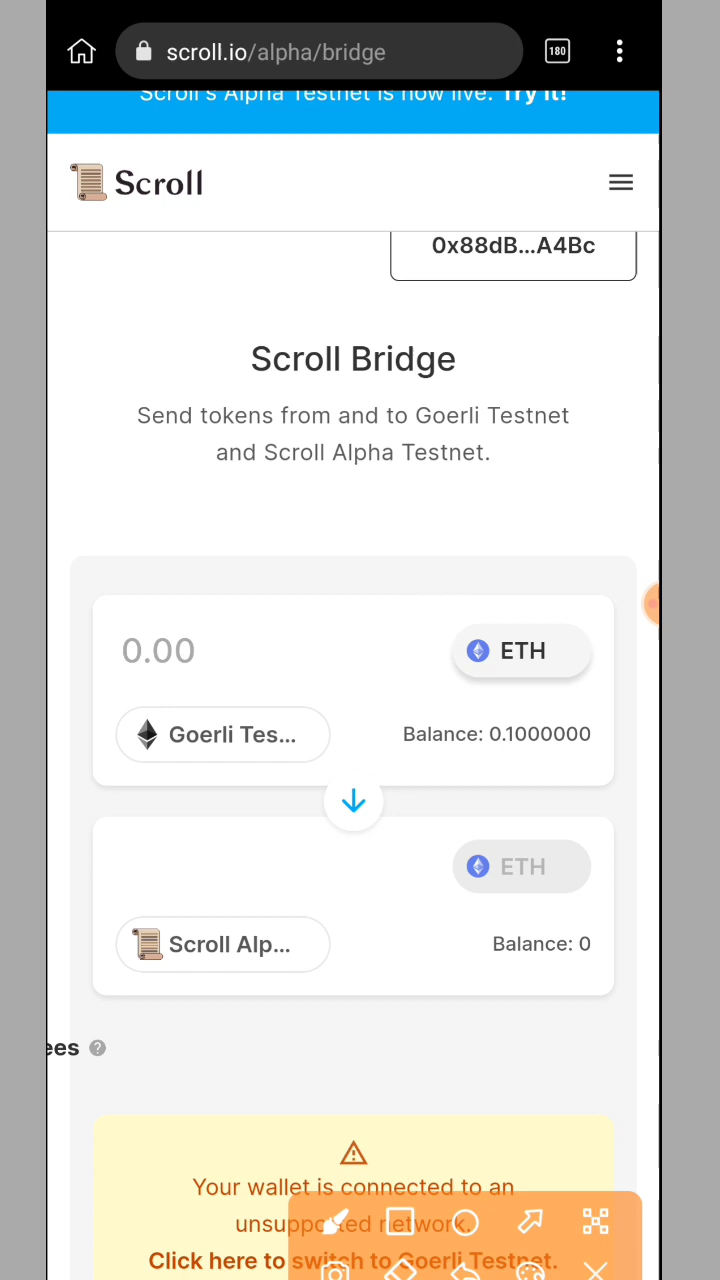 scroll.io/alpha/bridge
180
Scroll's Alpha Testnet is now live. Try it!
Scroll
0x88dB...A4Bc
Scroll Bridge
Send tokens from and to Goerli Testnet
and Scroll Alpha Testnet.
0.00
ETH
Goerli Tes...
Balance: 0.1000000
ETH
Scroll Alp...
Balance: 0
ees ?
Your wallet is connected to an
unsupported network.
Click here to switch to Goerli Testnet.